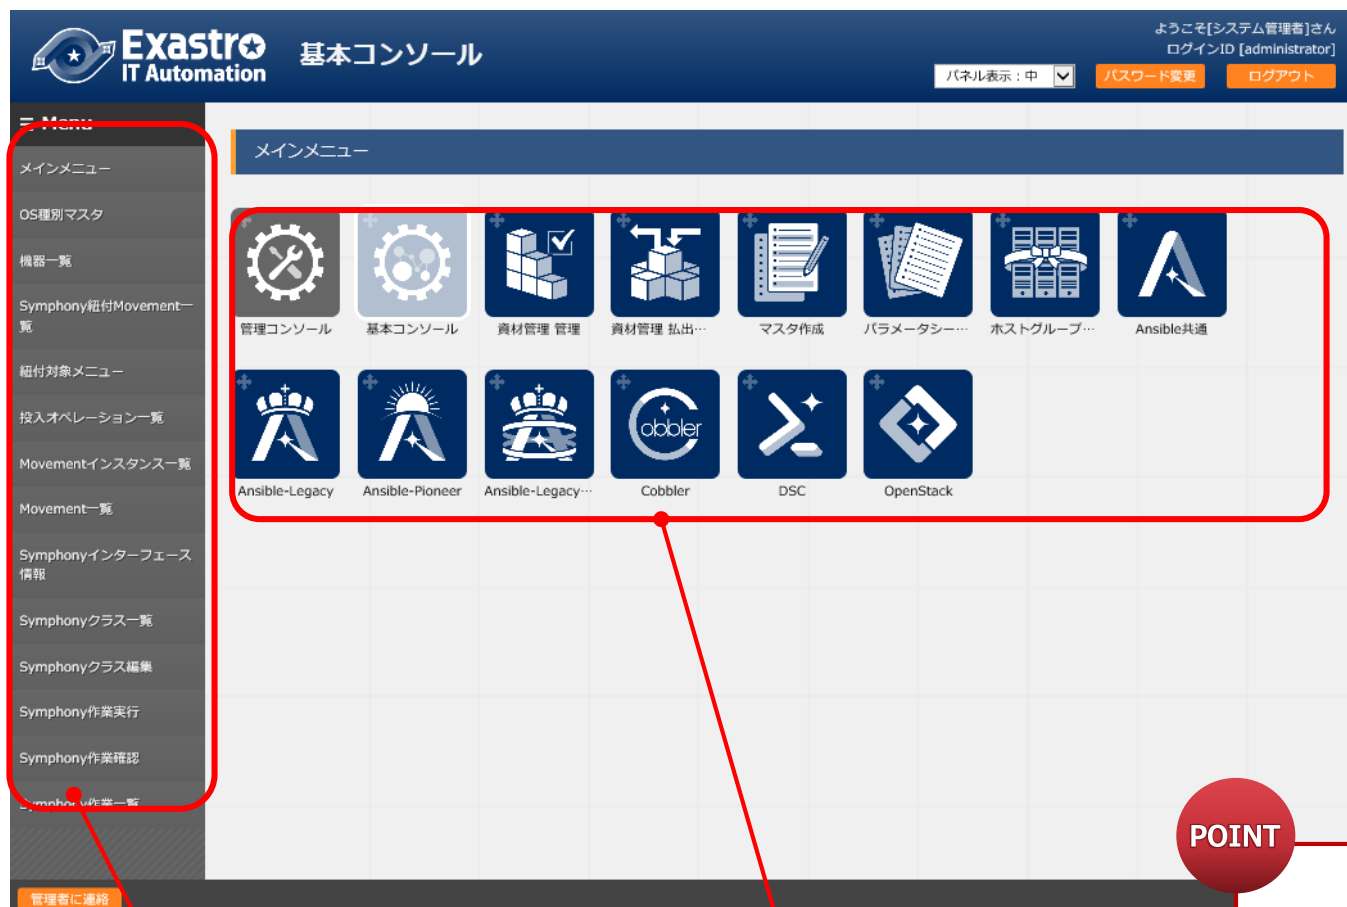 Exastro
IT Automation
基本コンソール
ようこそ[システム管理者]さん
ログインID [administrator]
パネル表示：中
パスワード変更
ログアウト
Menu
メインメニュー
OS種別マスタ
機器一覧
Symphony紐付Movement一
覧
紐付対象メニュー
投入オペレーション一覧
Movementインスタンス一覧
Movement一覧
Symphonyインターフェース
情報
Symphonyクラス一覧
Symphonyクラス編集
Symphony作業実行
Symphony作業確認
Symphony作業一覧
メインメニュー
管理コンソール
基本コンソール
資材管理 管理
資材管理 払出…
マスタ作成
パラメータシー…
ホストグループ…
Ansible共通
Ansible-Legacy
Ansible-Pioneer
Ansible-Legacy…
Cobbler
Cobbler
DSC
OpenStack
POINT
管理者に連絡